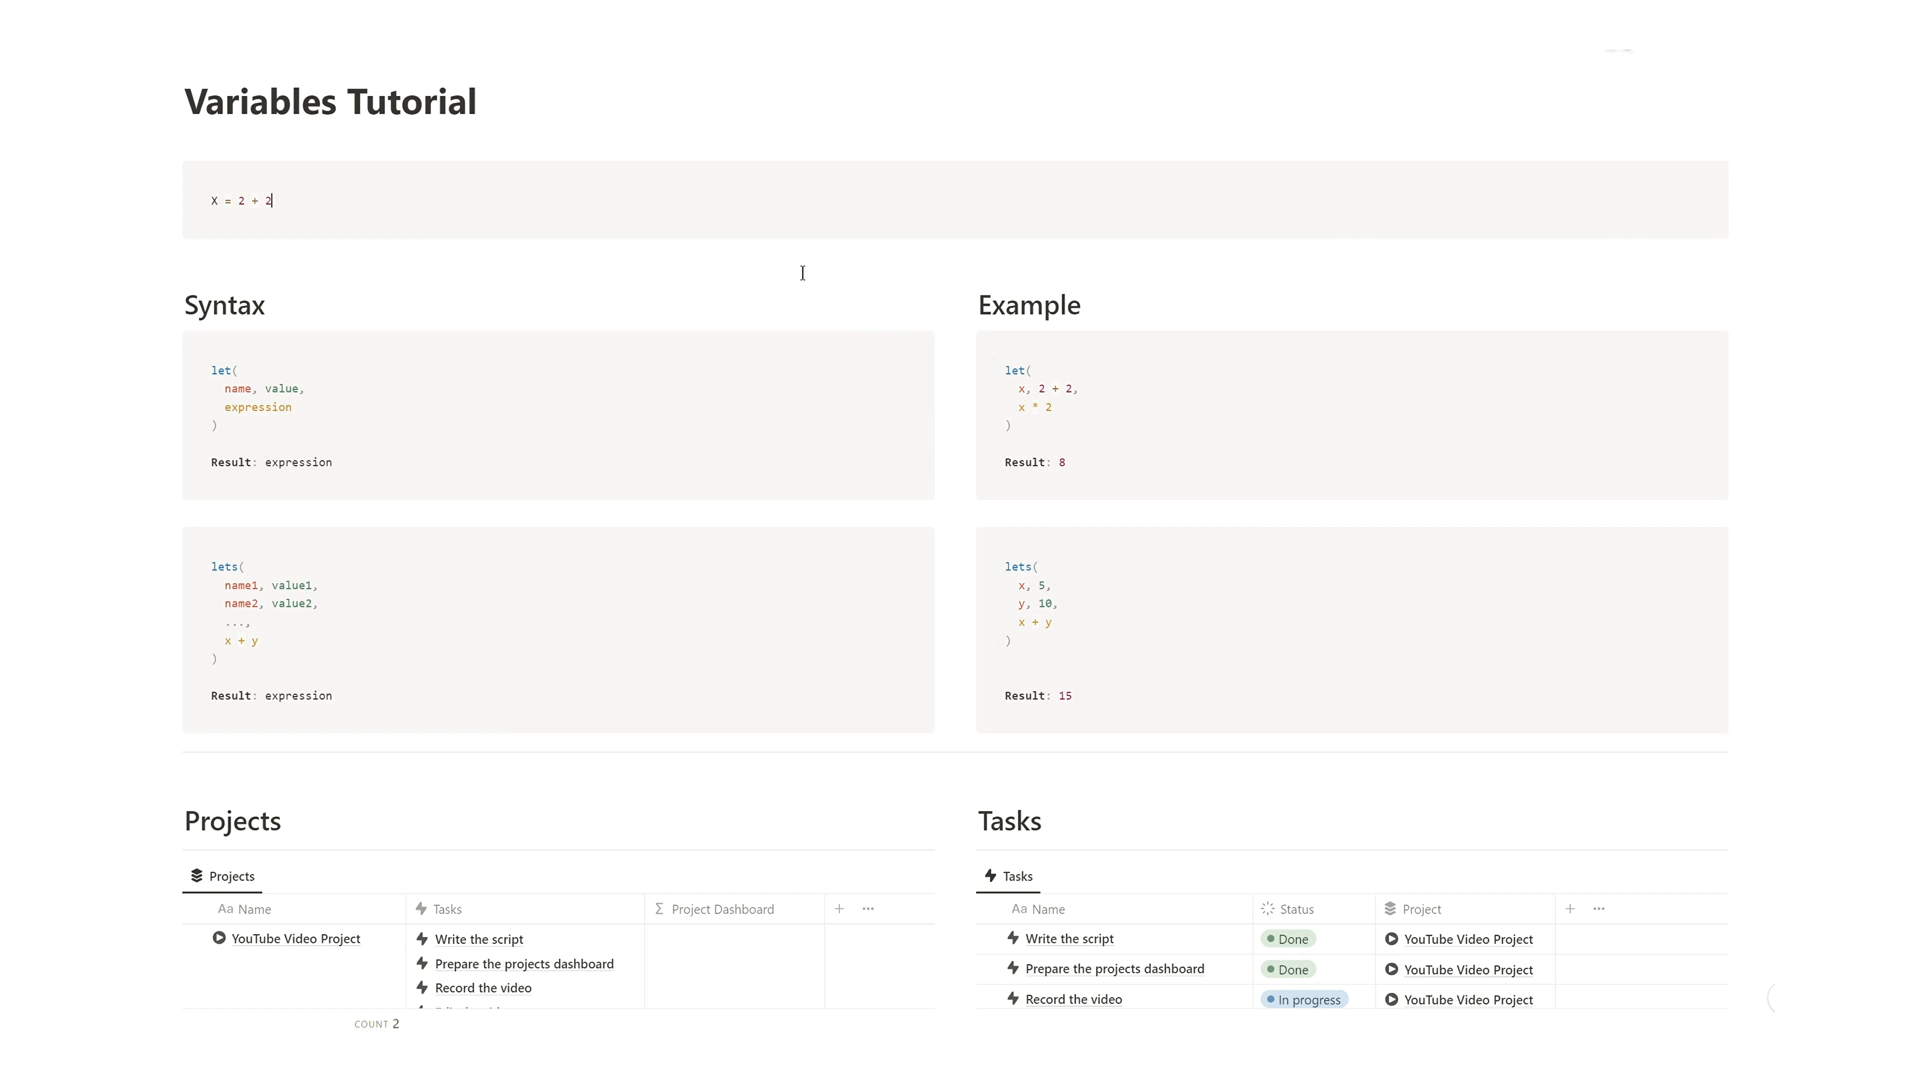 Variables Tutorial
X = 2 + 2
Syntax
let(
name, value,
expression
)
Result: expression
lets(
name1, value1,
name2, value2,
...,
x + y
)
Result: expression
Example
let(
x, 2 + 2,
x * 2
)
Result: 8
lets(
x, 5,
y, 10,
x + y
)
Result: 15
Projects
Projects
Aa Name Tasks Σ Project Dashboard + ...
YouTube Video Project Write the script
Prepare the projects dashboard
Record the video
COUNT 2
Tasks
Tasks
Aa Name Status Project + ...
Write the script Done YouTube Video Project
Prepare the projects dashboard Done YouTube Video Project
Record the video In progress YouTube Video Project